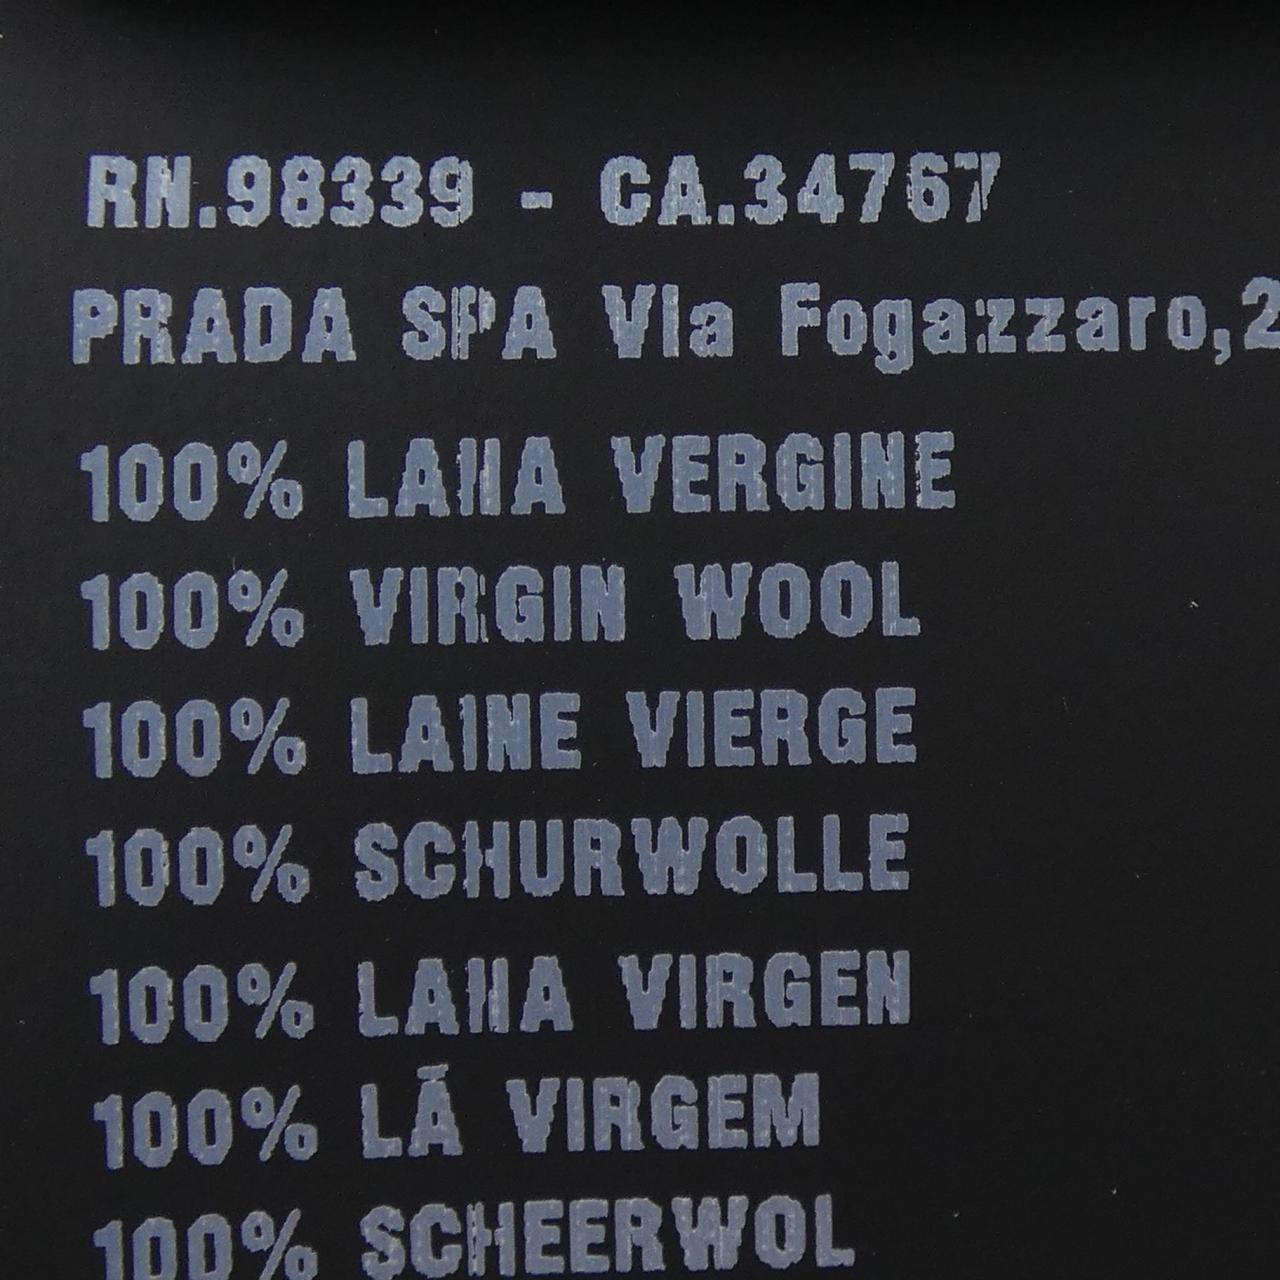 RN.98339 - CA.34767
PRADA SPA Via Fogazzaro,2
100% LANA VERGINE
100% VIRGIN WOOL
100% LAINE VIERGE
100% SCHURWOLLE
100% LANA VIRGEN
100% LÃ VIRGEM
100% SCHEERWOL